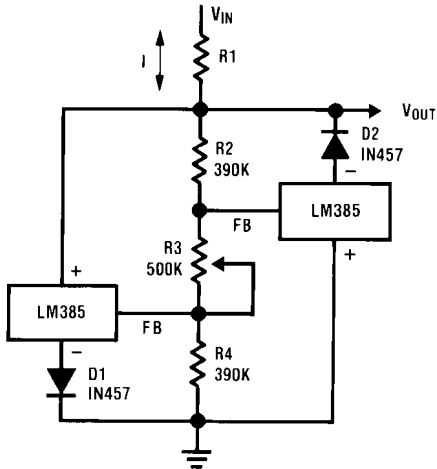 VIN
I
R1
VOUT
D2
IN457
R2
390K
−
LM385
FB
+
R3
500K
+
LM385
FB
−
D1
IN457
R4
390K